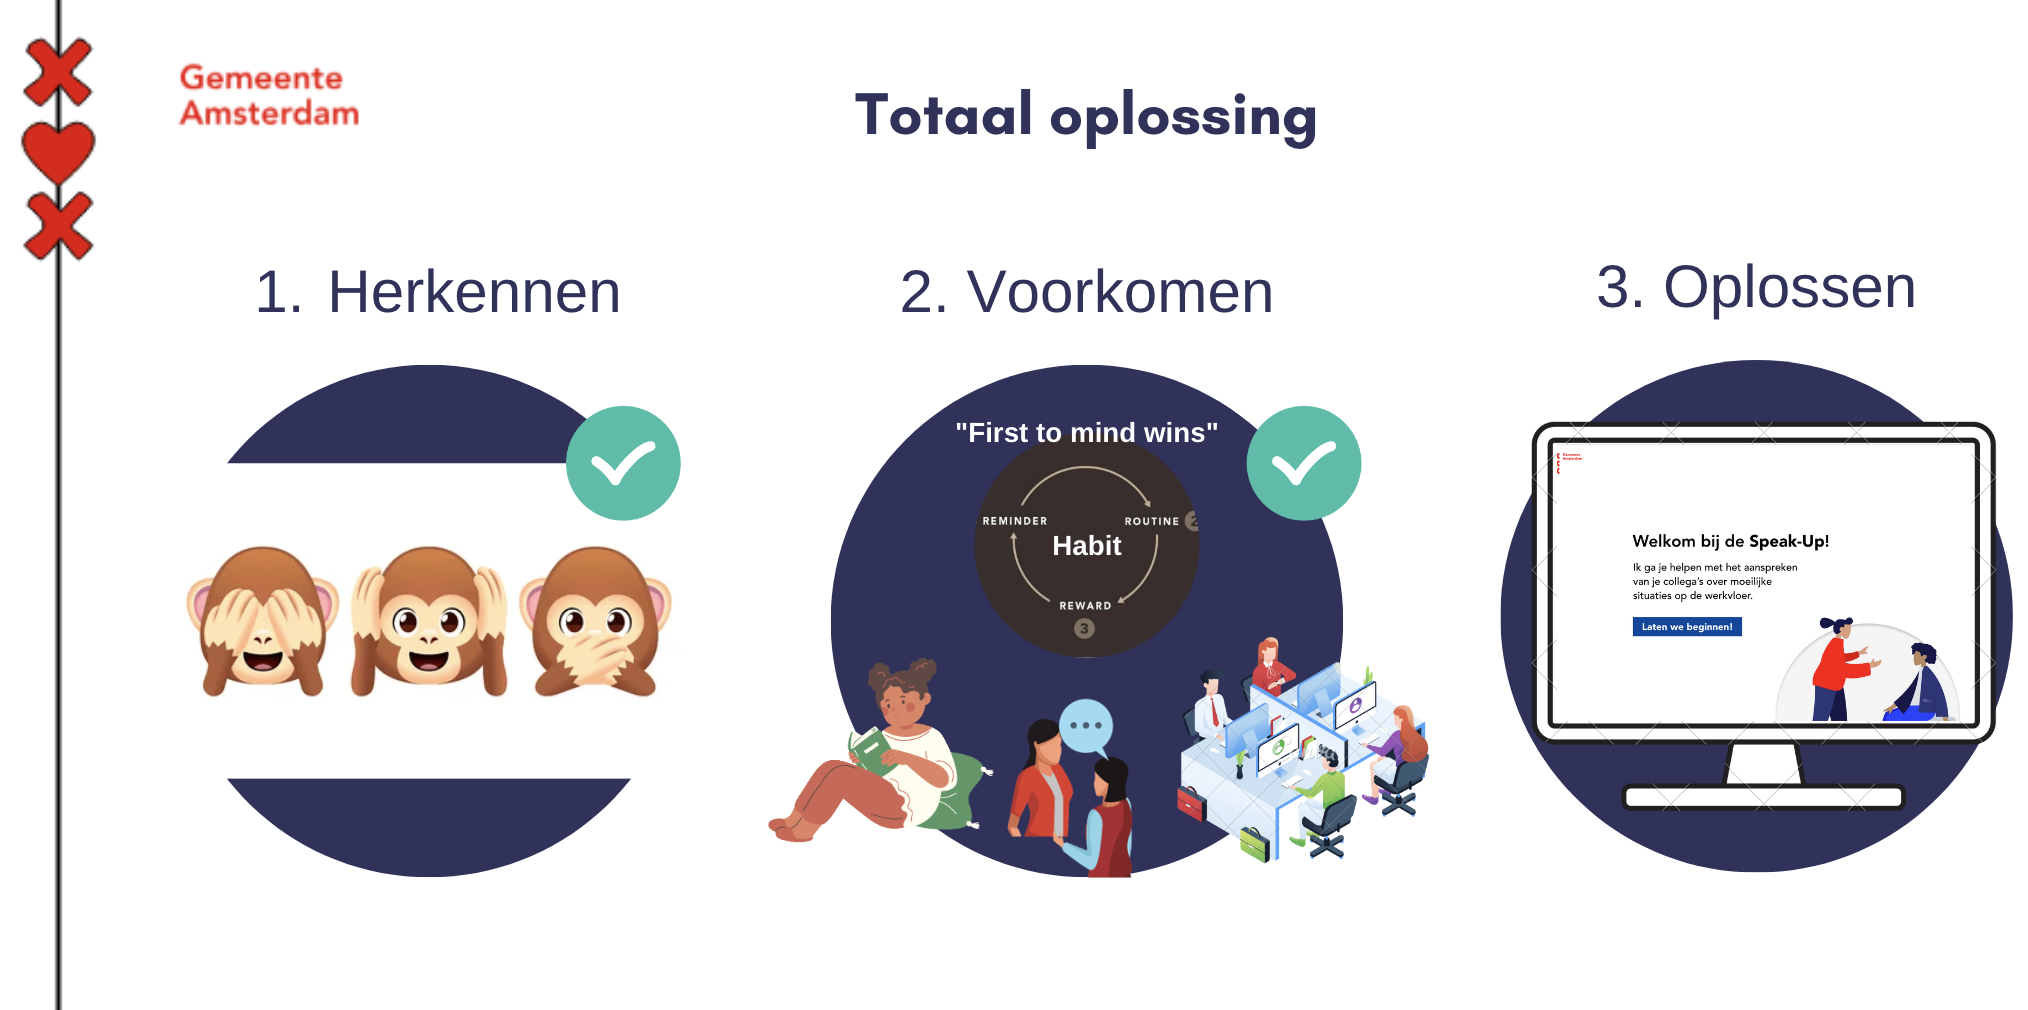 Gemeente
Amsterdam
Totaal oplossing
1. Herkennen
2. Voorkomen
"First to mind wins"
REMINDER
ROUTINE 2
Habit
REWARD
3
3. Oplossen
Gemeente
Amsterdam
Welkom bij de Speak-Up!
Ik ga je helpen met het aanspreken
van je collega's over moeilijke
situaties op de werkvloer.
Laten we beginnen!